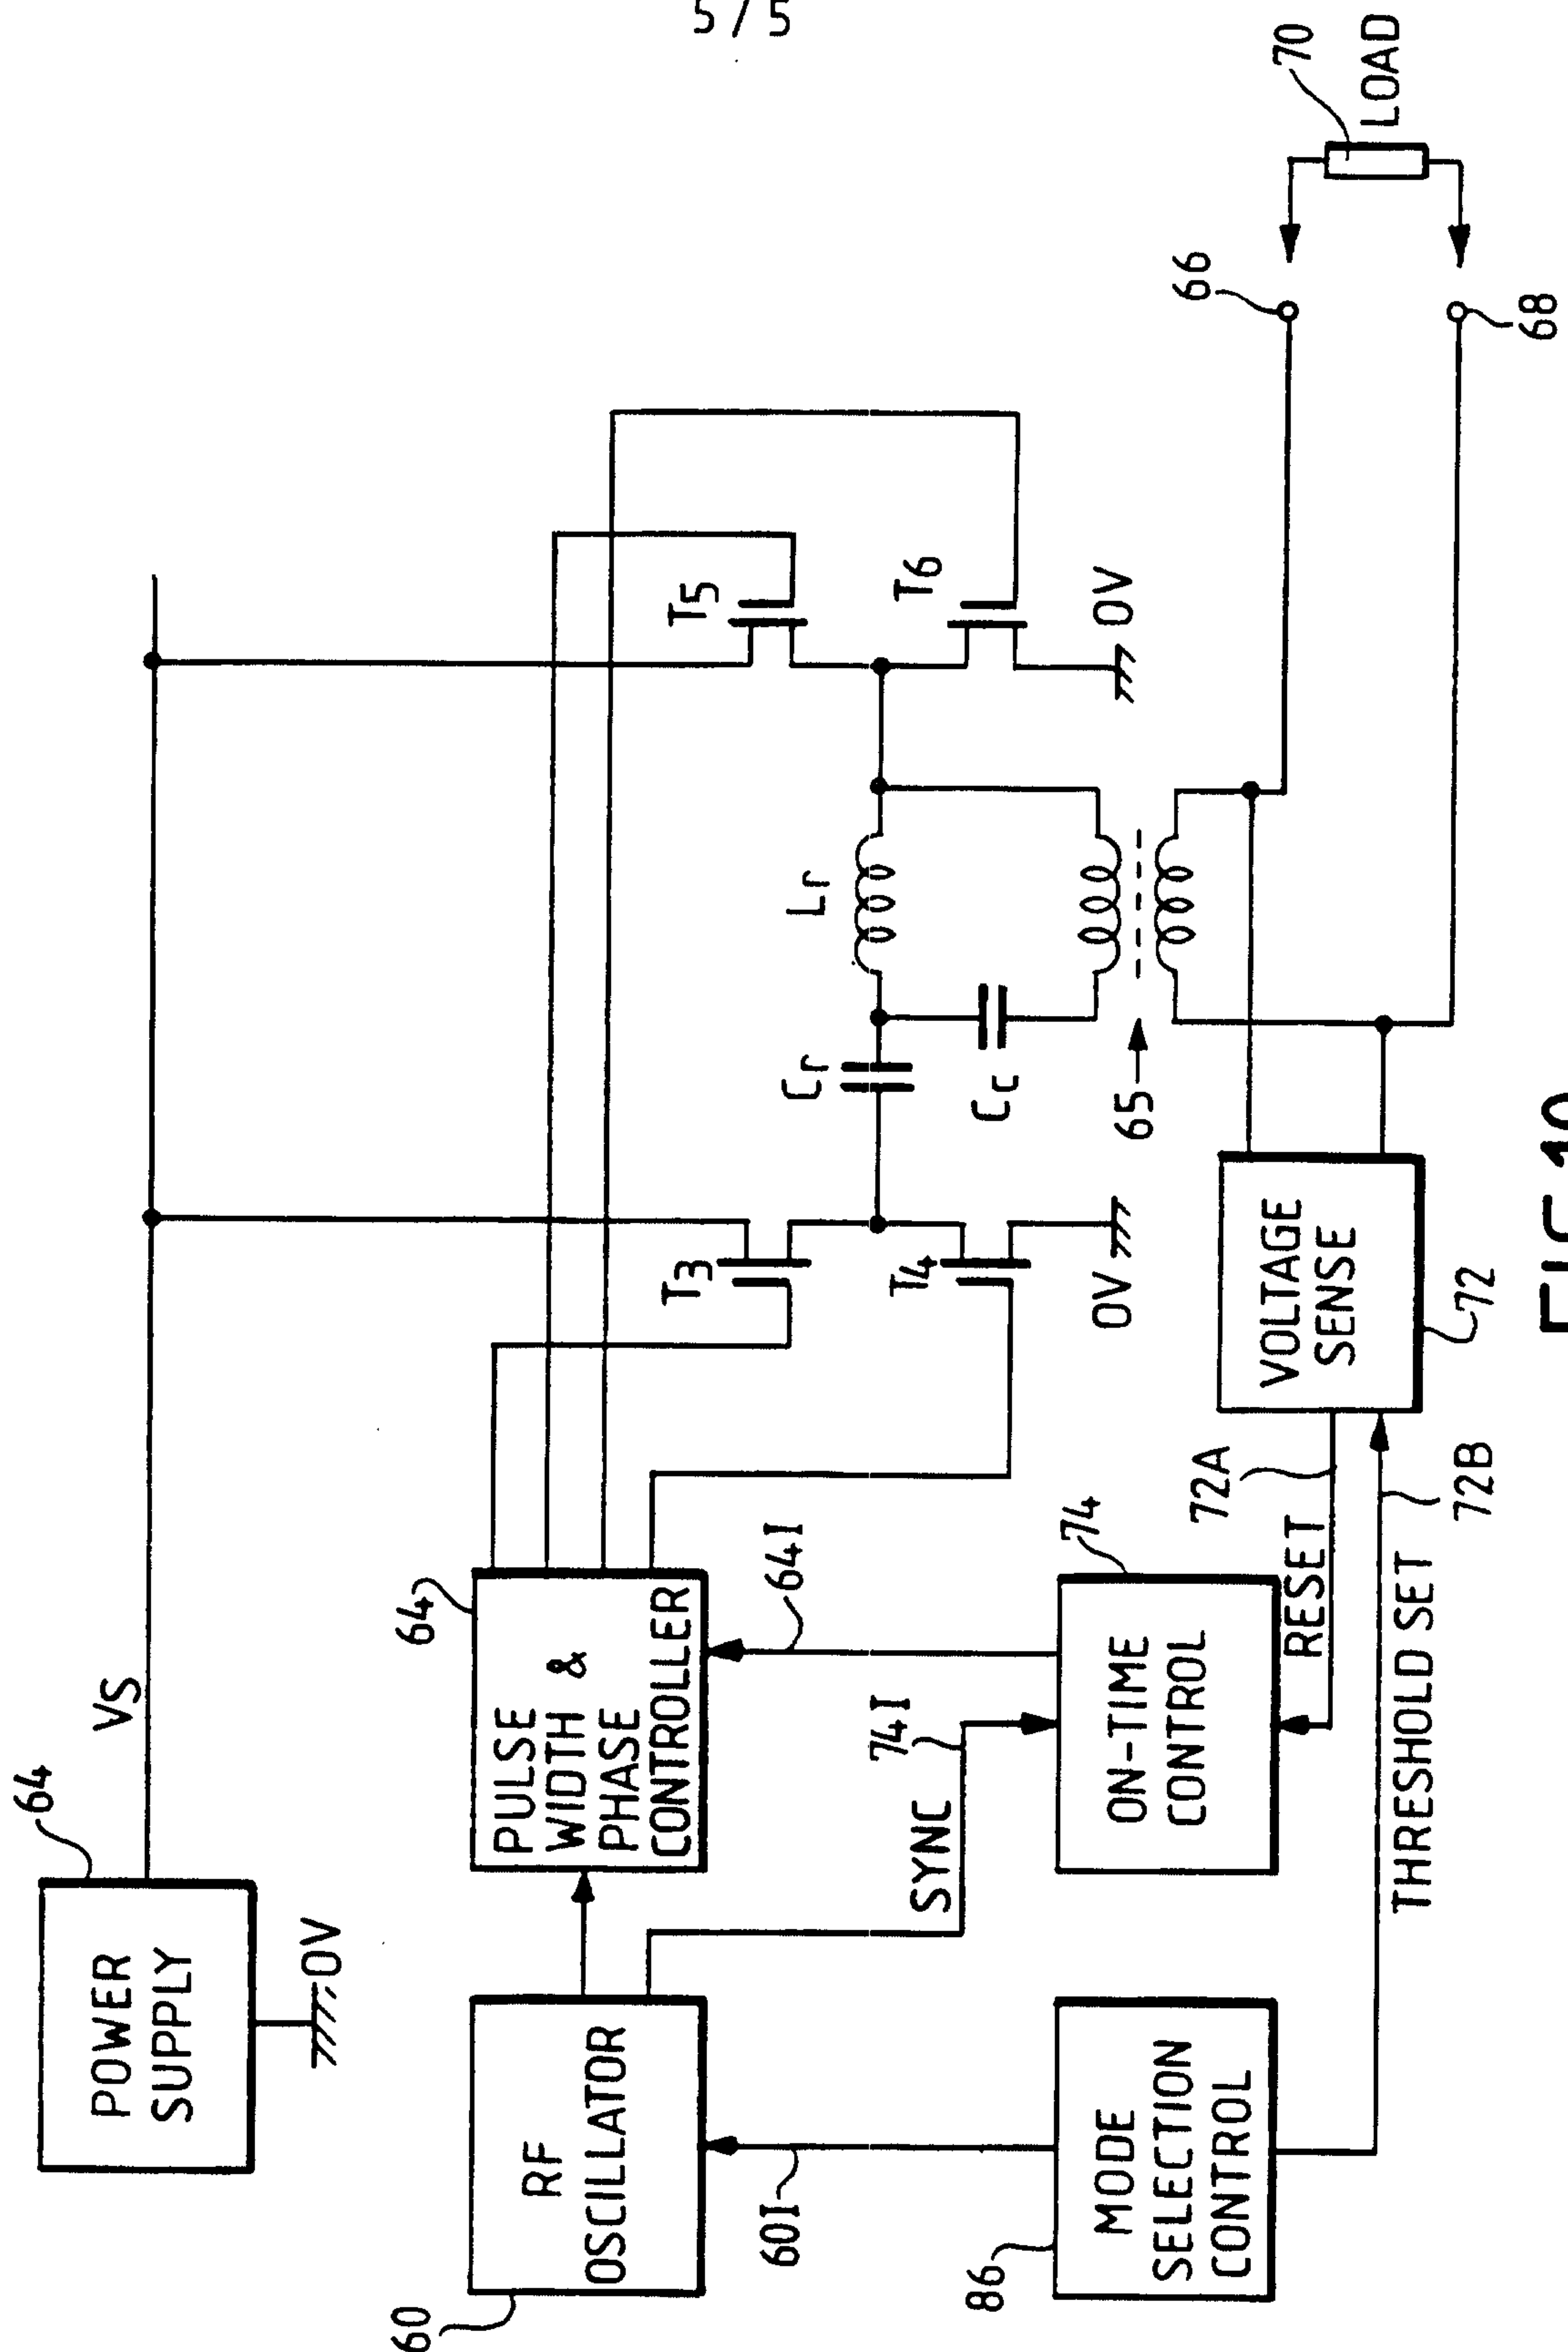 5/5
64
POWER
SUPPLY
VS
0V
60
RF
OSCILLATOR
64
PULSE
WIDTH &
PHASE
CONTROLLER
T3
T5
Cr
Lr
T4
T6
60I
SYNC
74I
64I
Cc
0V
0V
65
86
MODE
SELECTION
CONTROL
ON-TIME
CONTROL
74
RESET
72A
VOLTAGE
SENSE
72
66
70
LOAD
68
THRESHOLD SET
72B